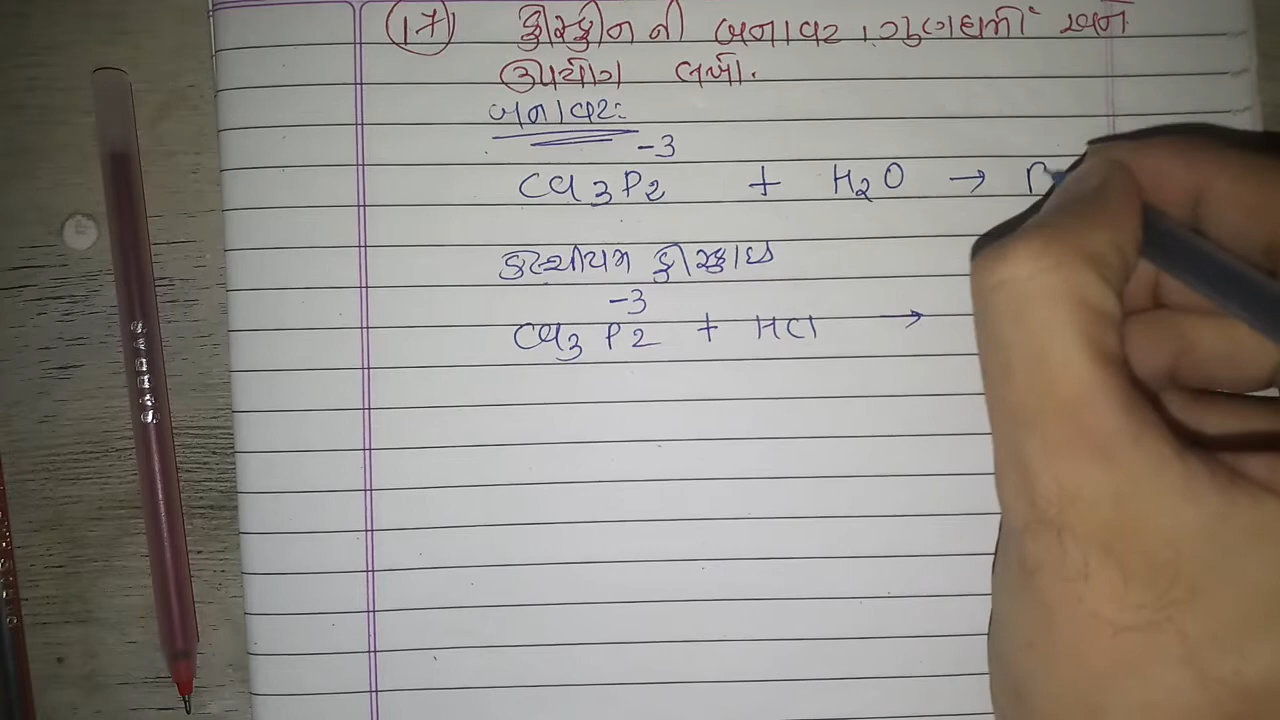 (17) ફોસ્ફીન ની બનાવટ, ગુણધર્મો અને
ઉપયોગ લખો.
બનાવટ:
-3
Ca3P2 + H2O →
કેલ્શીયમ ફોસ્ફાઇડ
-3
Ca3P2 + HCl →